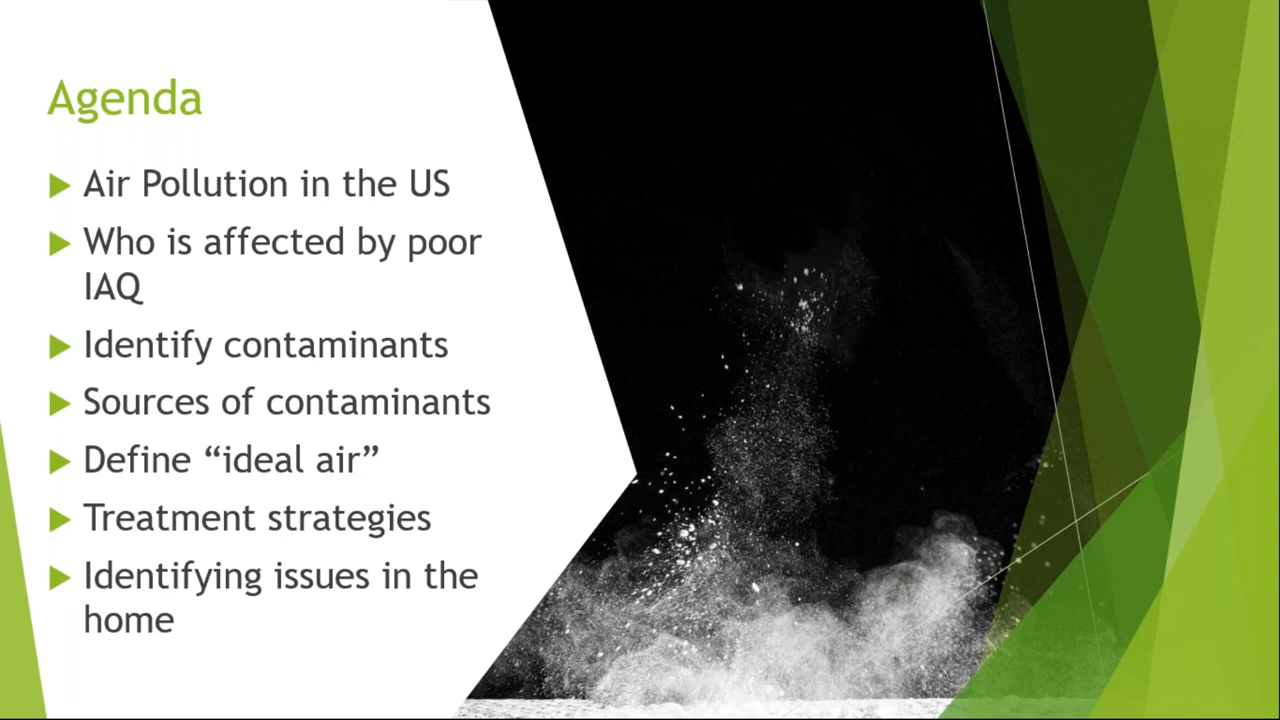 Agenda
Air Pollution in the US
Who is affected by poor
IAQ
Identify contaminants
Sources of contaminants
Define “ideal air”
Treatment strategies
Identifying issues in the
home